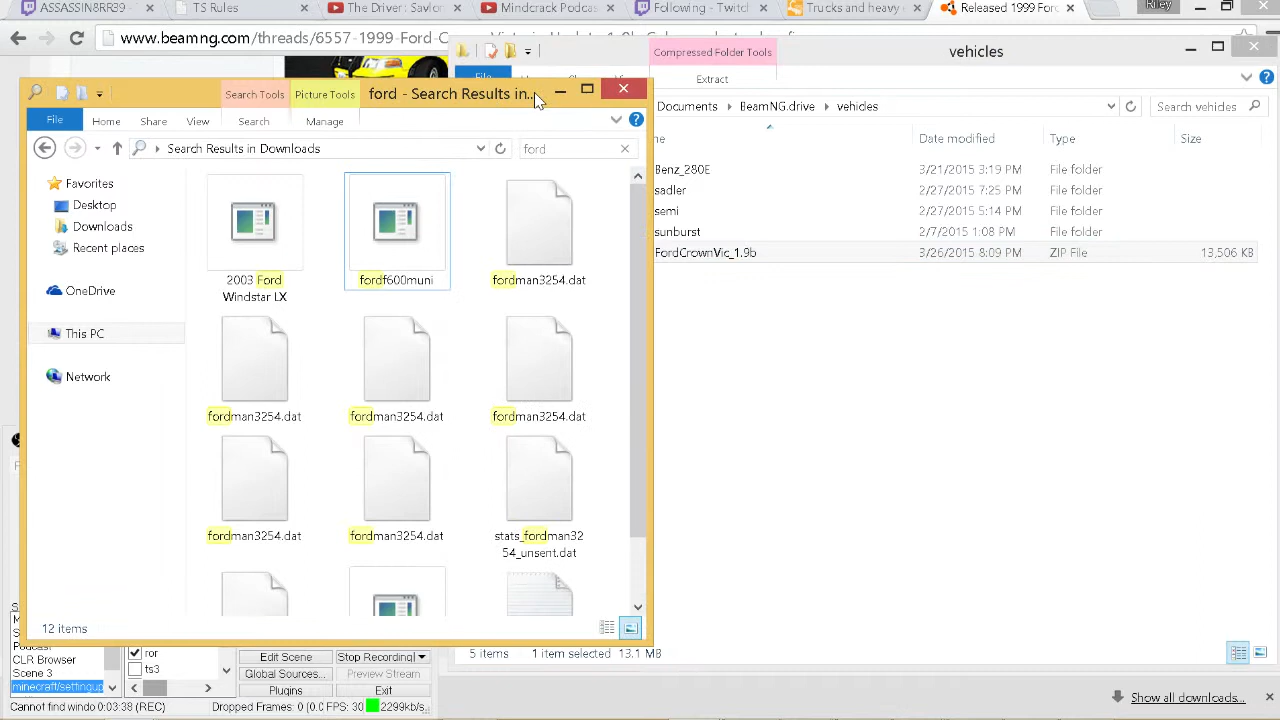 ASSASSIN8RR39 - T
TS Rules
The Driver: Savior
Mindcrack Podcas
Following - Twitch
Trucks and heavy
Released 1999 For
Riley
www.beamng.com/threads/6557-1999-Ford-C
Compressed Folder Tools
vehicles
File
Extract
Search Tools
Picture Tools
ford - Search Results in...
Documents
BeamNG.drive
vehicles
Search vehicles
File
Home
Share
View
Search
Manage
Search Results in Downloads
ford
Date modified
Type
Size
Benz_280E
3/21/2015 3:19 PM
File folder
sadler
2/27/2015 7:25 PM
File folder
semi
2/27/2015 5:14 PM
File folder
sunburst
2/7/2015 1:08 PM
File folder
FordCrownVic_1.9b
3/26/2015 8:09 PM
ZIP File
13,506 KB
Favorites
Desktop
Downloads
Recent places
OneDrive
This PC
Network
2003 Ford
Windstar LX
fordf600muni
fordman3254.dat
fordman3254.dat
fordman3254.dat
fordman3254.dat
fordman3254.dat
fordman3254.dat
stats_fordman32
54_unsent.dat
12 items
5 items
1 item selected 13.1 MB
Podcast
CLR Browser
Scene 3
minecraft/settingup
ror
ts3
Edit Scene
Stop Recording
Global Sources...
Preview Stream
Plugins
Exit
Cannot find windo 0:03:38 (REC)
Dropped Frames: 0 (0.0
FPS: 30
2299kb/s
Show all downloads...